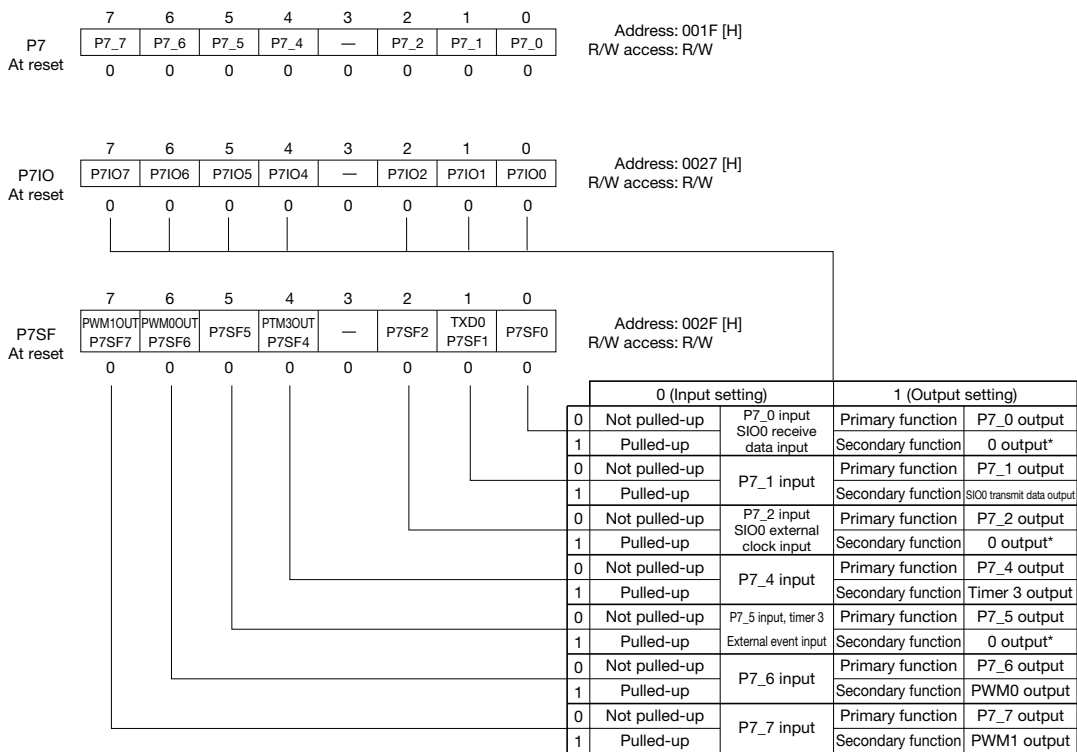 7 6 5 4 3 2 1 0
P7 P7_7 P7_6 P7_5 P7_4 — P7_2 P7_1 P7_0
At reset 0 0 0 0 0 0 0 0
Address: 001F [H]
R/W access: R/W
7 6 5 4 3 2 1 0
P7IO P7IO7 P7IO6 P7IO5 P7IO4 — P7IO2 P7IO1 P7IO0
At reset 0 0 0 0 0 0 0 0
Address: 0027 [H]
R/W access: R/W
7 6 5 4 3 2 1 0
PWM1OUT PWM0OUT PTM3OUT TXD0
P7SF P7SF7 P7SF6 P7SF5 P7SF4 — P7SF2 P7SF1 P7SF0
At reset 0 0 0 0 0 0 0 0
Address: 002F [H]
R/W access: R/W
0 (Input setting) 1 (Output setting)
0 Not pulled-up P7_0 input Primary function P7_0 output
SIO0 receive
1 Pulled-up data input Secondary function 0 output*
0 Not pulled-up Primary function P7_1 output
P7_1 input
1 Pulled-up Secondary function SIO0 transmit data output
0 Not pulled-up P7_2 input Primary function P7_2 output
SIO0 external
1 Pulled-up clock input Secondary function 0 output*
0 Not pulled-up Primary function P7_4 output
P7_4 input
1 Pulled-up Secondary function Timer 3 output
0 Not pulled-up P7_5 input, timer 3 Primary function P7_5 output
1 Pulled-up External event input Secondary function 0 output*
0 Not pulled-up Primary function P7_6 output
P7_6 input
1 Pulled-up Secondary function PWM0 output
0 Not pulled-up Primary function P7_7 output
P7_7 input
1 Pulled-up Secondary function PWM1 output